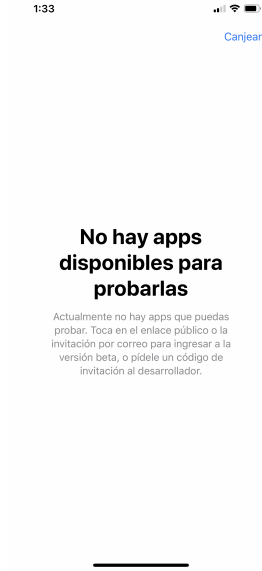 1:33
Canjear
No hay apps
disponibles para
probarlas
Actualmente no hay apps que puedas
probar. Toca en el enlace público o la
invitación por correo para ingresar a la
versión beta, o pídele un código de
invitación al desarrollador.